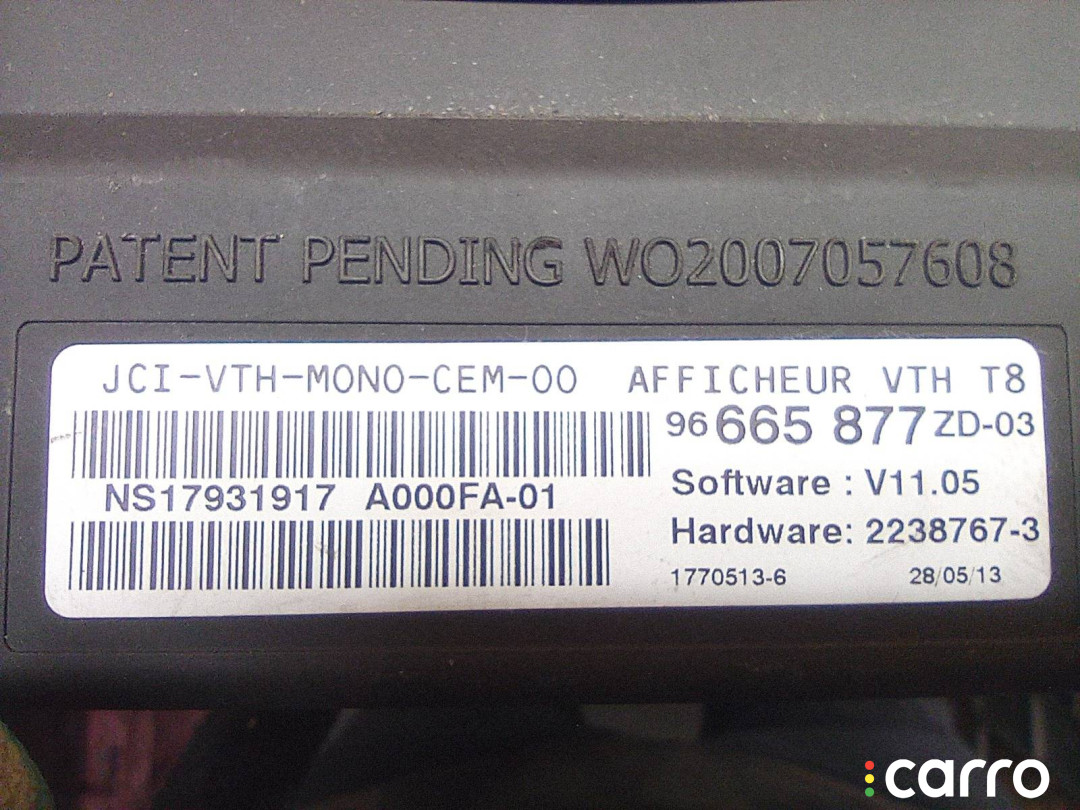 PATENT PENDING WO2007057608
JCI-VTH-MONO-CEM-00 AFFICHEUR VTH T8
96 665 877 ZD-03
NS17931917 A000FA-01
Software : V11.05
Hardware: 2238767-3
1770513-6 28/05/13
carro